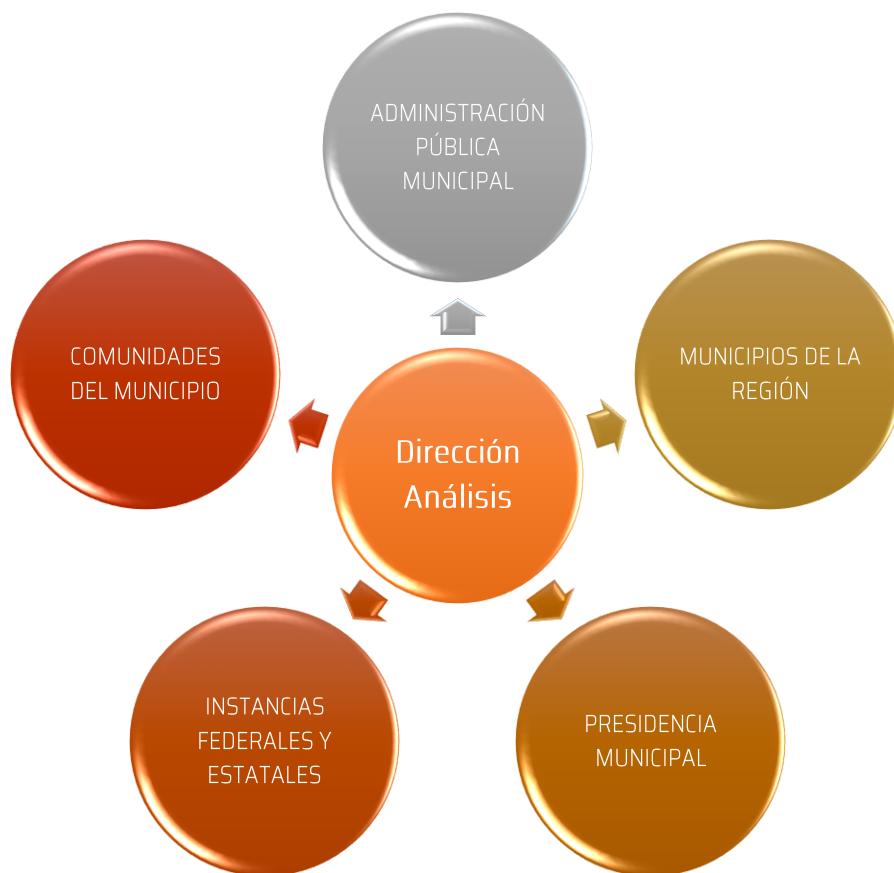 ADMINISTRACIÓN
PÚBLICA
MUNICIPAL
COMUNIDADES
DEL MUNICIPIO
MUNICIPIOS DE LA
REGIÓN
Dirección
Análisis
INSTANCIAS
FEDERALES Y
ESTATALES
PRESIDENCIA
MUNICIPAL